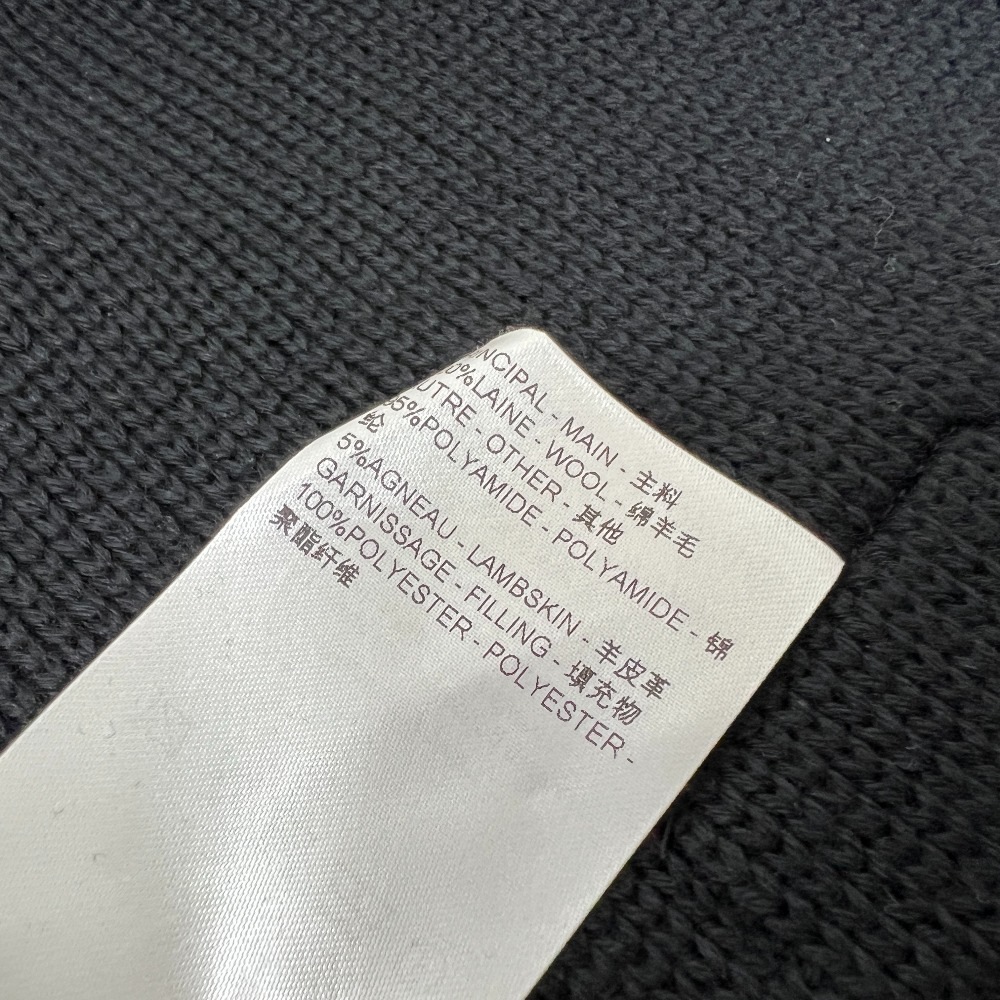 NCIPAL - MAIN - 主料
0%LAINE - WOOL - 绵羊毛
UTRE - OTHER - 其他
5%POLYAMIDE - POLYAMIDE - 锦
纶
5%AGNEAU - LAMBSKIN - 羊皮革
GARNISSAGE - FILLING - 填充物
100%POLYESTER - POLYESTER -
聚酯纤维